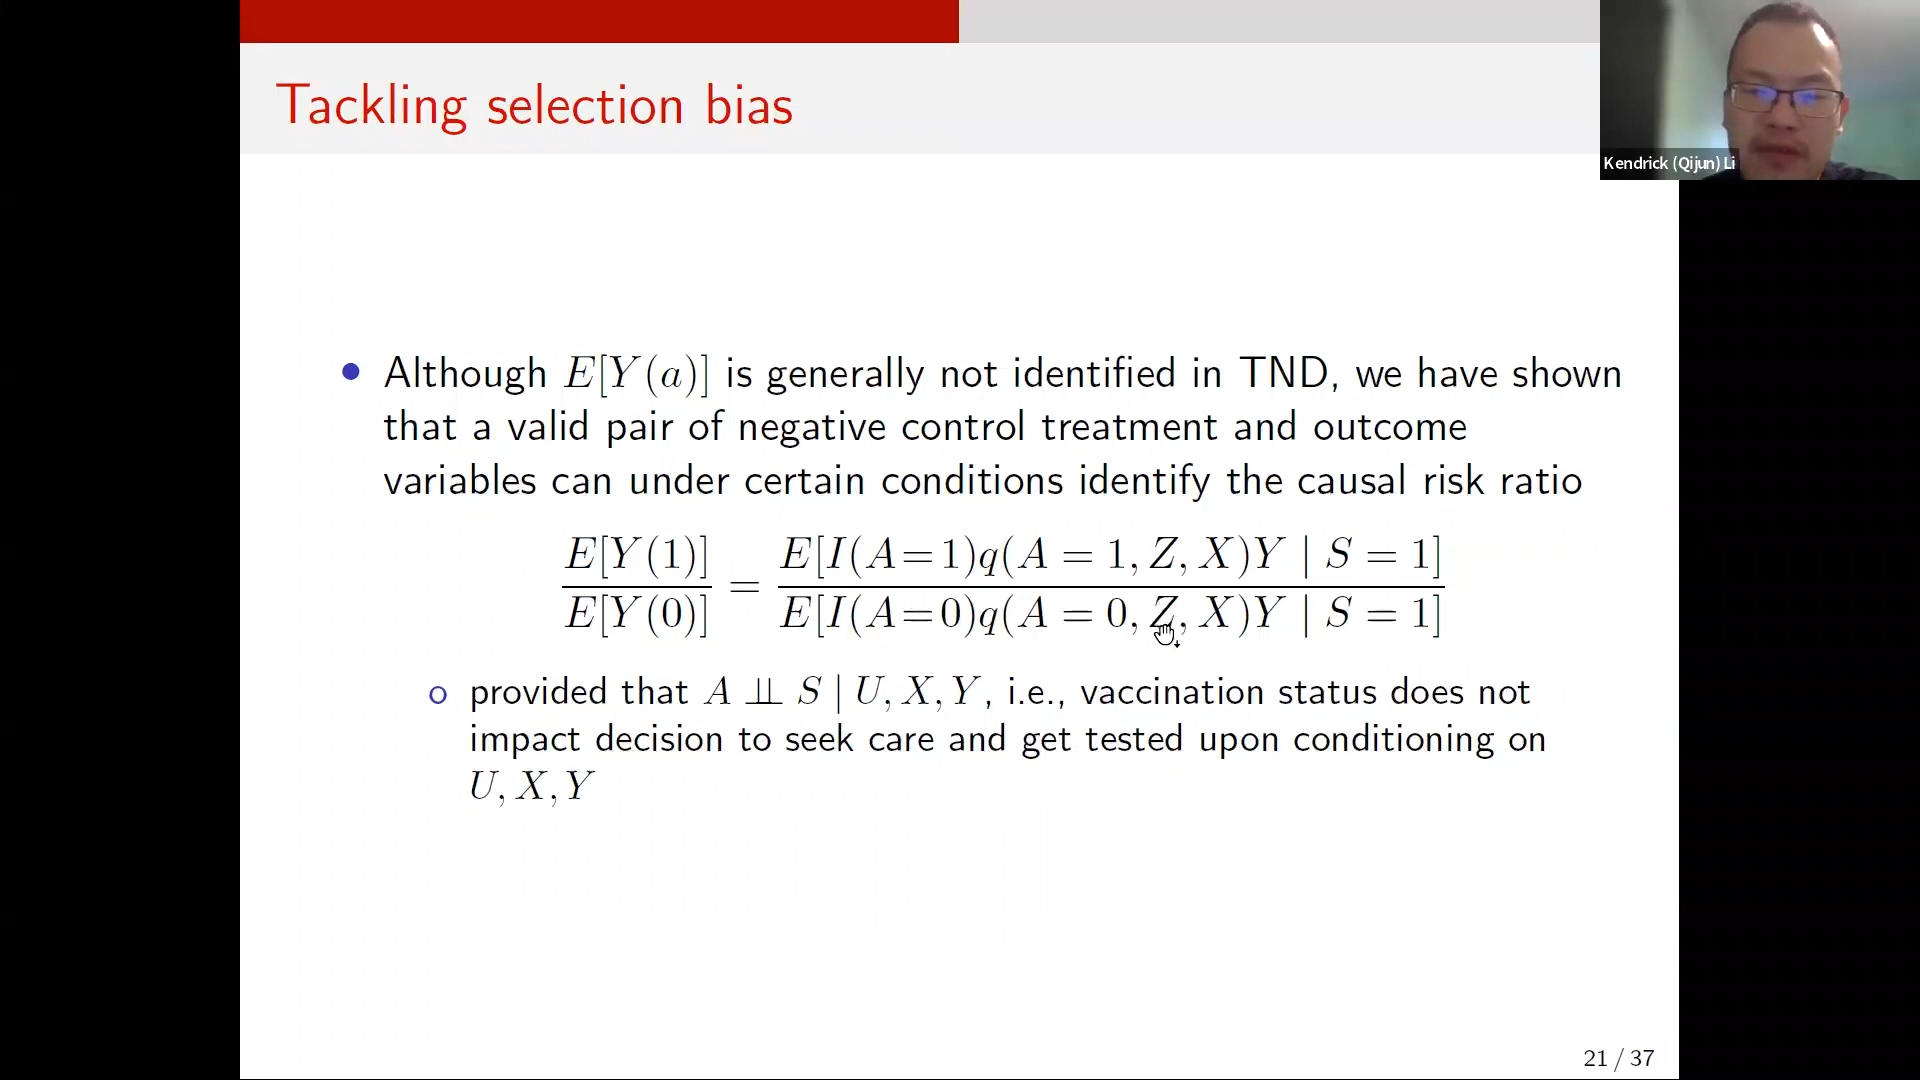 Tackling selection bias
Kendrick (Qijun) Li
• Although E[Y(a)] is generally not identified in TND, we have shown
that a valid pair of negative control treatment and outcome
variables can under certain conditions identify the causal risk ratio
E[Y(1)] / E[Y(0)] = E[I(A=1)q(A = 1, Z, X)Y | S = 1] / E[I(A=0)q(A = 0, Z, X)Y | S = 1]
○ provided that A ⫫ S | U, X, Y, i.e., vaccination status does not
impact decision to seek care and get tested upon conditioning on
U, X, Y
21 / 37